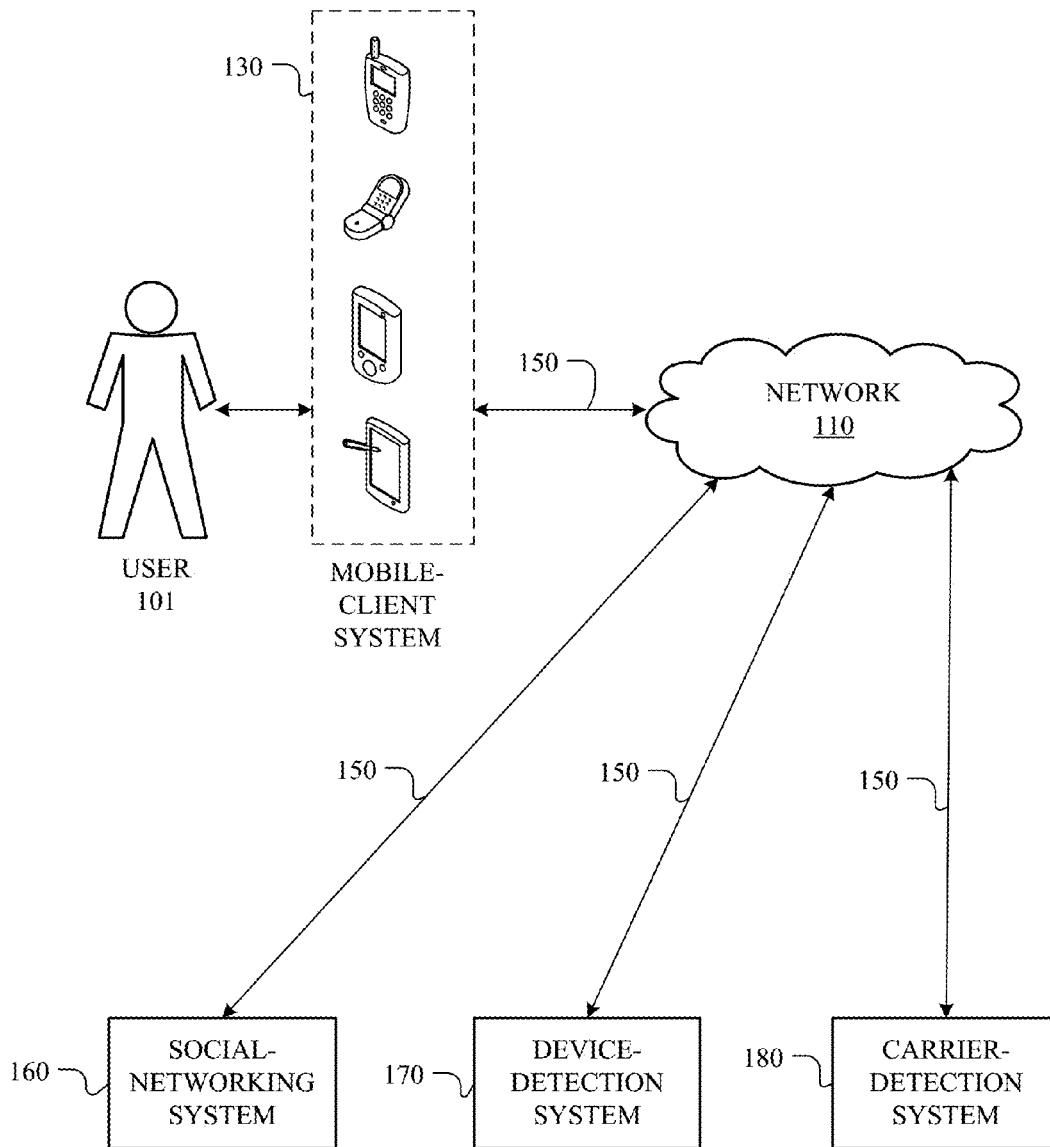 130
150
NETWORK
110
USER
101
MOBILE-
CLIENT
SYSTEM
150
150
150
160
SOCIAL-
NETWORKING
SYSTEM
170
DEVICE-
DETECTION
SYSTEM
180
CARRIER-
DETECTION
SYSTEM